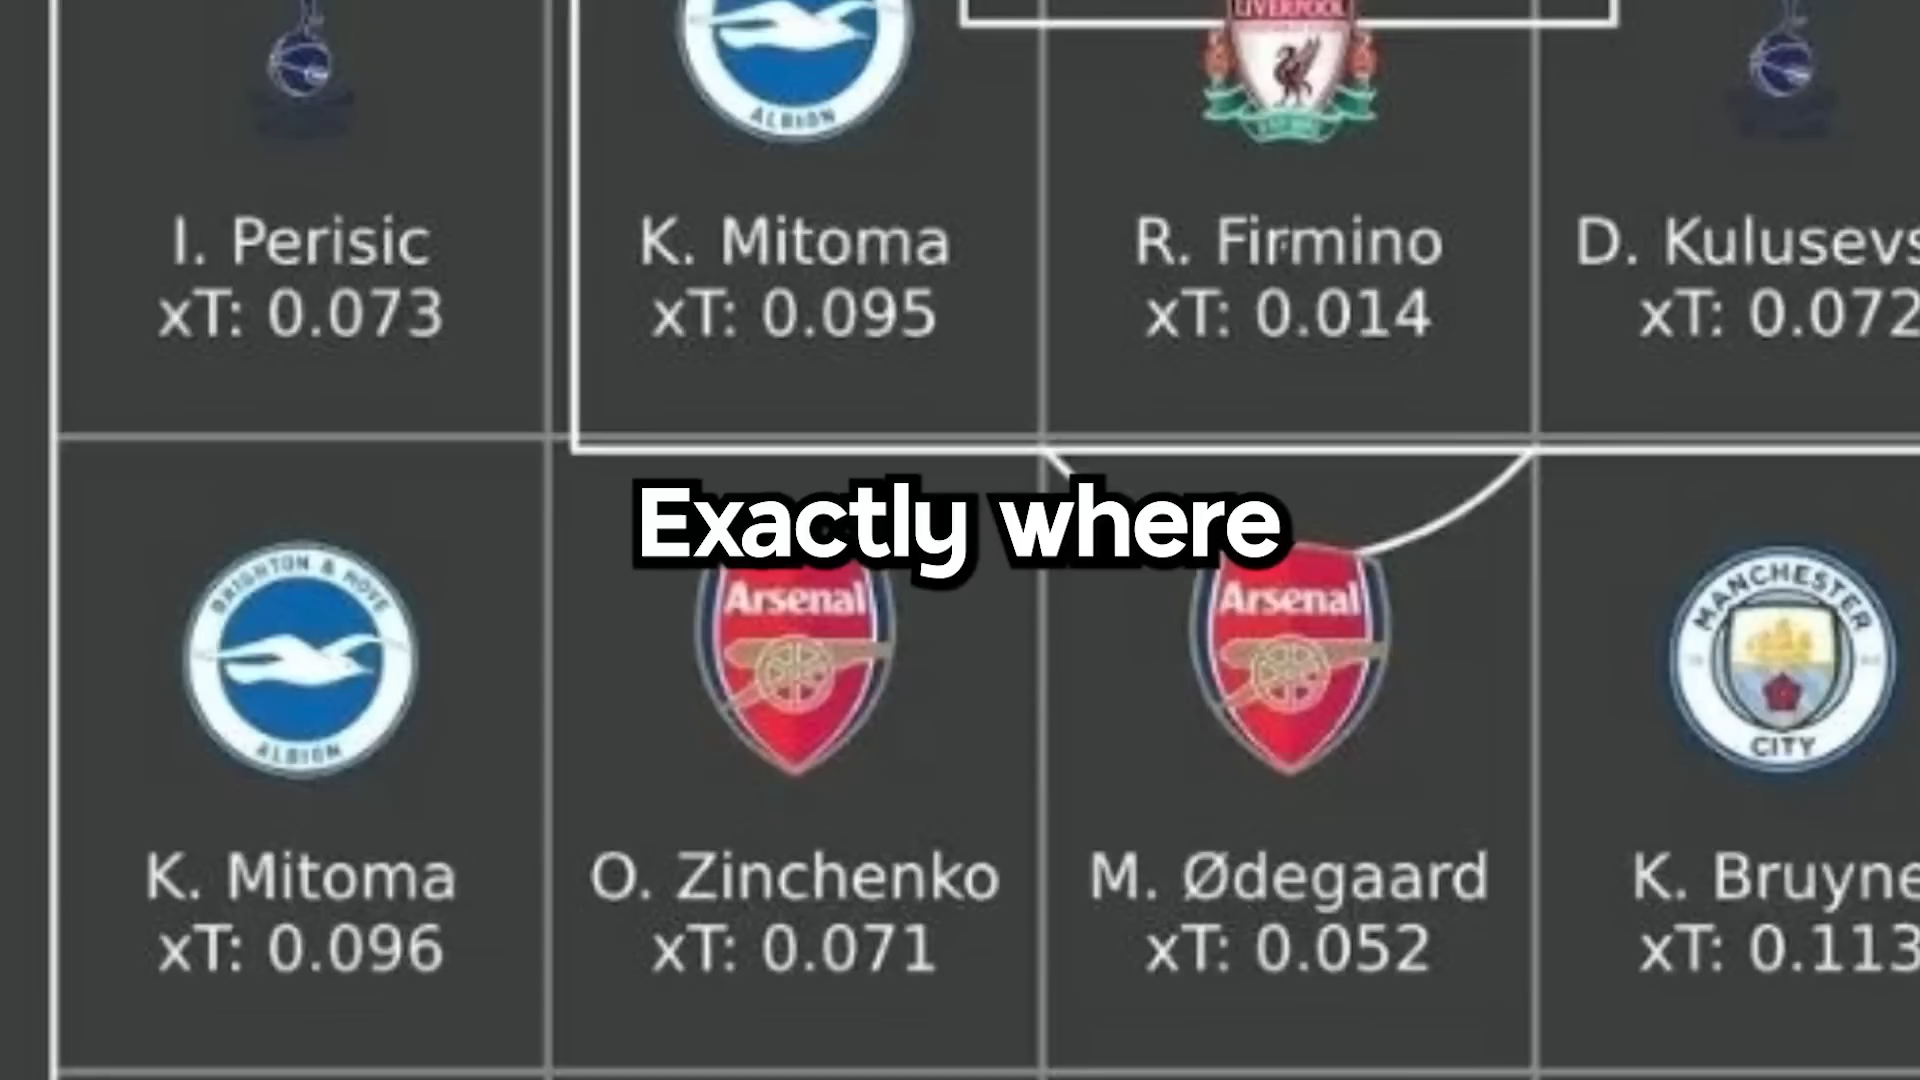 LIVERPOOL
ALBION
I. Perisic
xT: 0.073
K. Mitoma
xT: 0.095
R. Firmino
xT: 0.014
D. Kulusevs
xT: 0.072
Exactly where
BRIGHTON & HOVE
ALBION
Arsenal
Arsenal
MANCHESTER
CITY
K. Mitoma
xT: 0.096
O. Zinchenko
xT: 0.071
M. Ødegaard
xT: 0.052
K. Bruyne
xT: 0.113